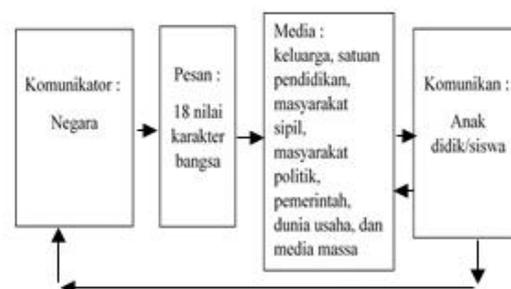 Komunikator :
Negara
Pesan :
18 nilai
karakter
bangsa
Media :
keluarga, satuan
pendidikan,
masyarakat
sipil,
masyarakat
politik,
pemerintah,
dunia usaha, dan
media massa
Komunikan :
Anak
didik/siswa